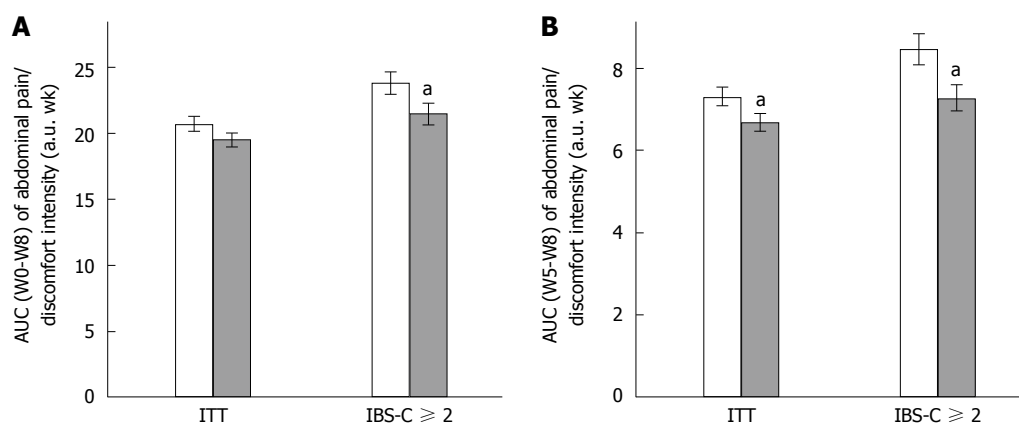 A
AUC (W0-W8) of abdominal pain/
discomfort intensity (a.u. wk)
25
20
15
10
5
0
a
ITT
IBS-C ≥ 2
B
AUC (W5-W8) of abdominal pain/
discomfort intensity (a.u. wk)
8
6
4
2
0
a
a
ITT
IBS-C ≥ 2